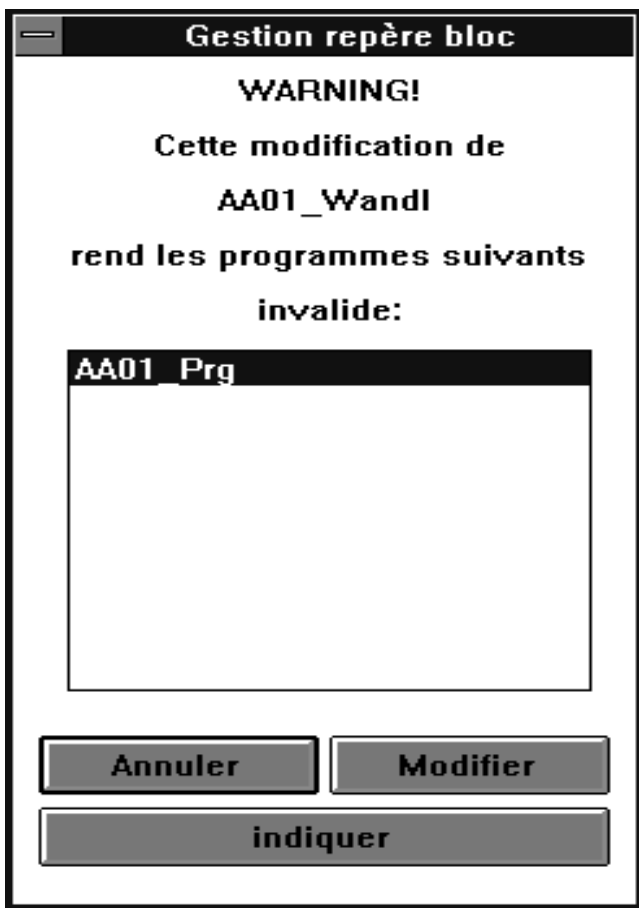 Gestion repère bloc
WARNING!
Cette modification de
AA01_Wandl
rend les programmes suivants
invalide:
AA01_Prg
Annuler
Modifier
indiquer